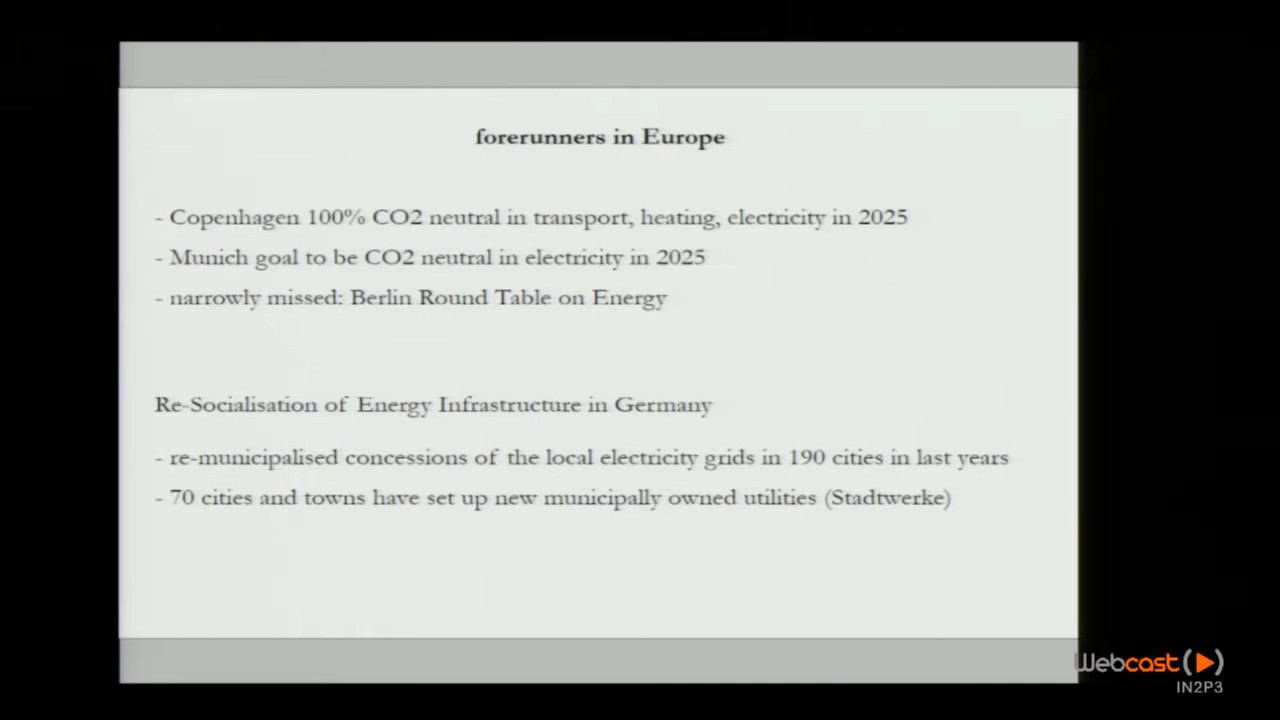 forerunners in Europe
- Copenhagen 100% CO2 neutral in transport, heating, electricity in 2025
- Munich goal to be CO2 neutral in electricity in 2025
- narrowly missed: Berlin Round Table on Energy
Re-Socialisation of Energy Infrastructure in Germany
- re-municipalised concessions of the local electricity grids in 190 cities in last years
- 70 cities and towns have set up new municipally owned utilities (Stadtwerke)
Webcast
IN2P3